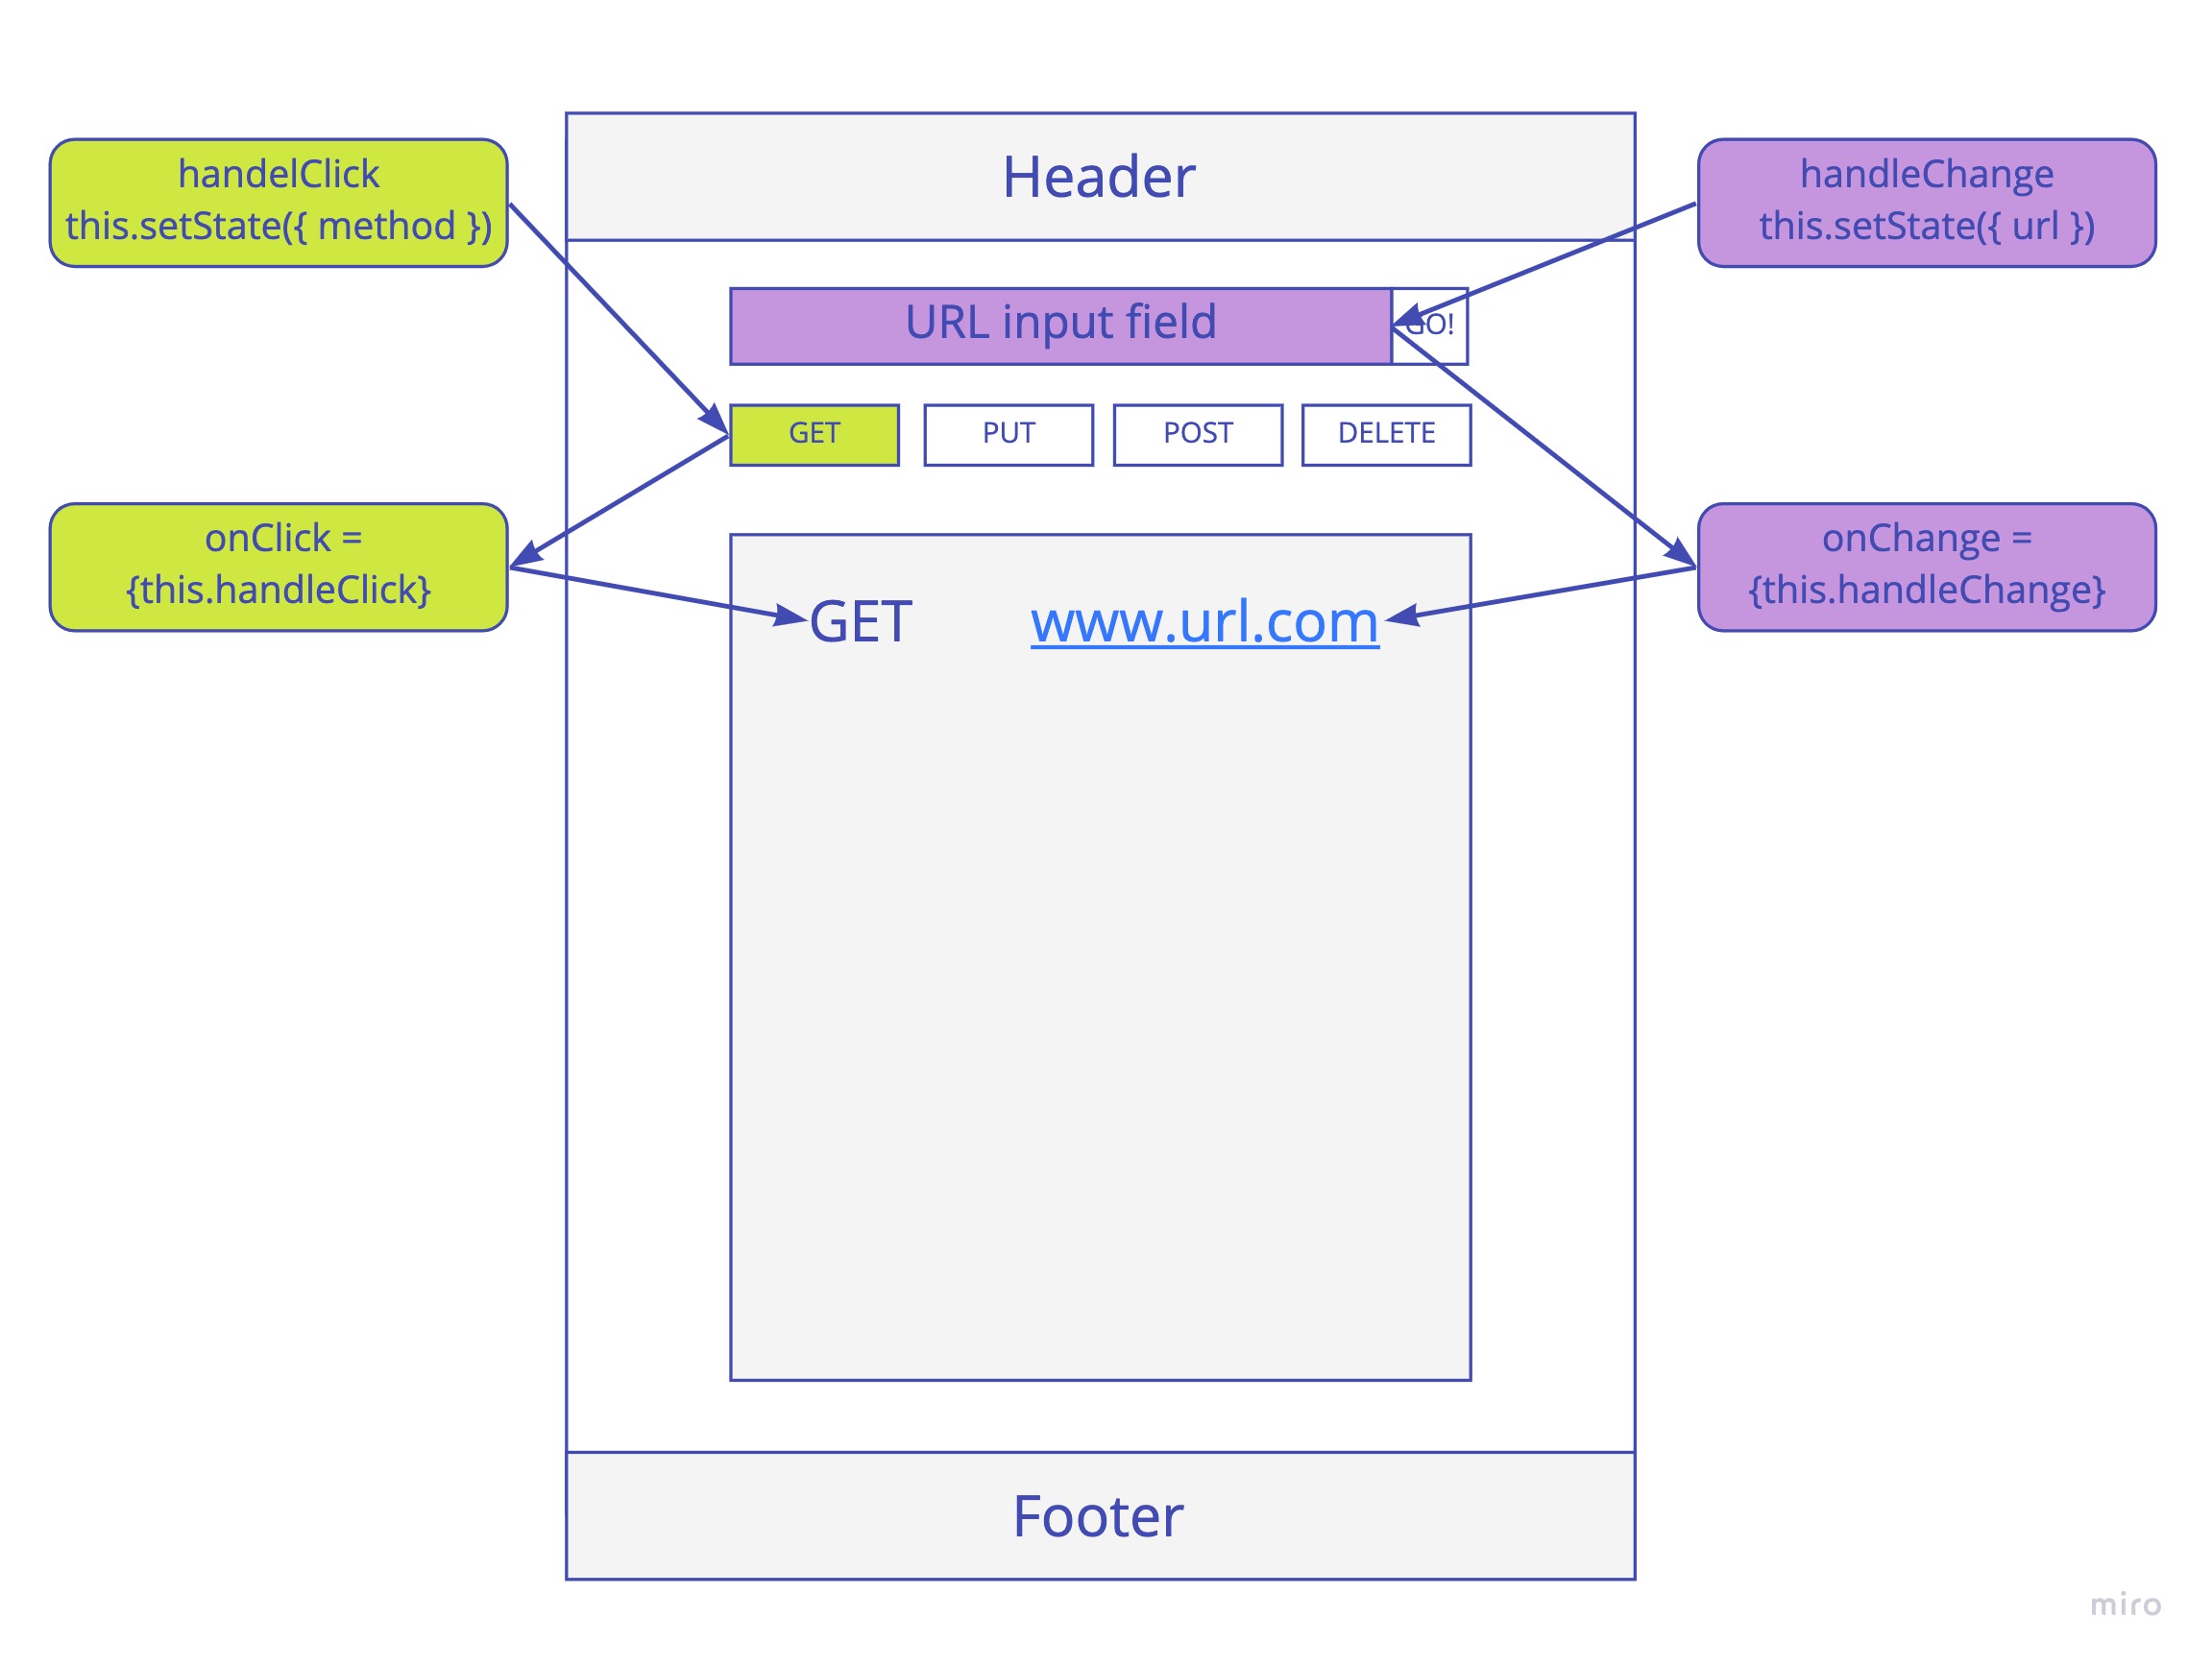 Header
handelClick
this.setState({ method })
handleChange
this.setState({ url })
URL input field
GO!
GET
PUT
POST
DELETE
onClick =
{this.handleClick}
onChange =
{this.handleChange}
GET
www.url.com
Footer
miro